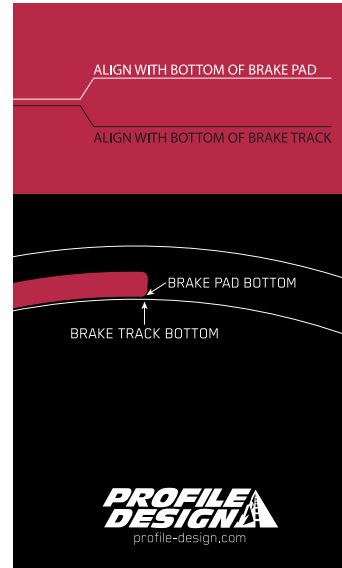 ALIGN WITH BOTTOM OF BRAKE PAD
ALIGN WITH BOTTOM OF BRAKE TRACK
BRAKE PAD BOTTOM
BRAKE TRACK BOTTOM
PROFILE
DESIGN
profile-design.com